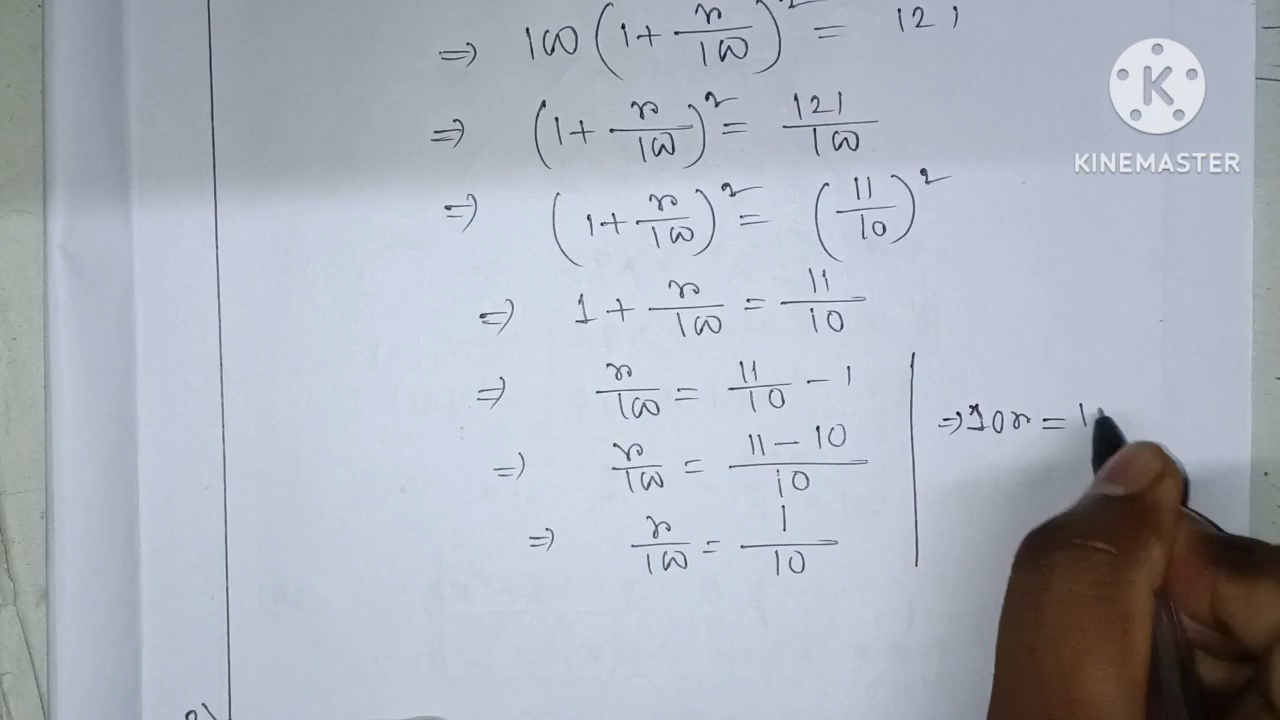 ⇒ 100(1+r/100)² = 121
⇒ (1+r/100)² = 121/100
⇒ (1+r/100)² = (11/10)²
⇒ 1+r/100 = 11/10
⇒ r/100 = 11/10 - 1
⇒ r/100 = 11-10/10
⇒ r/100 = 1/10
⇒ 10r = 1
K
KINEMASTER